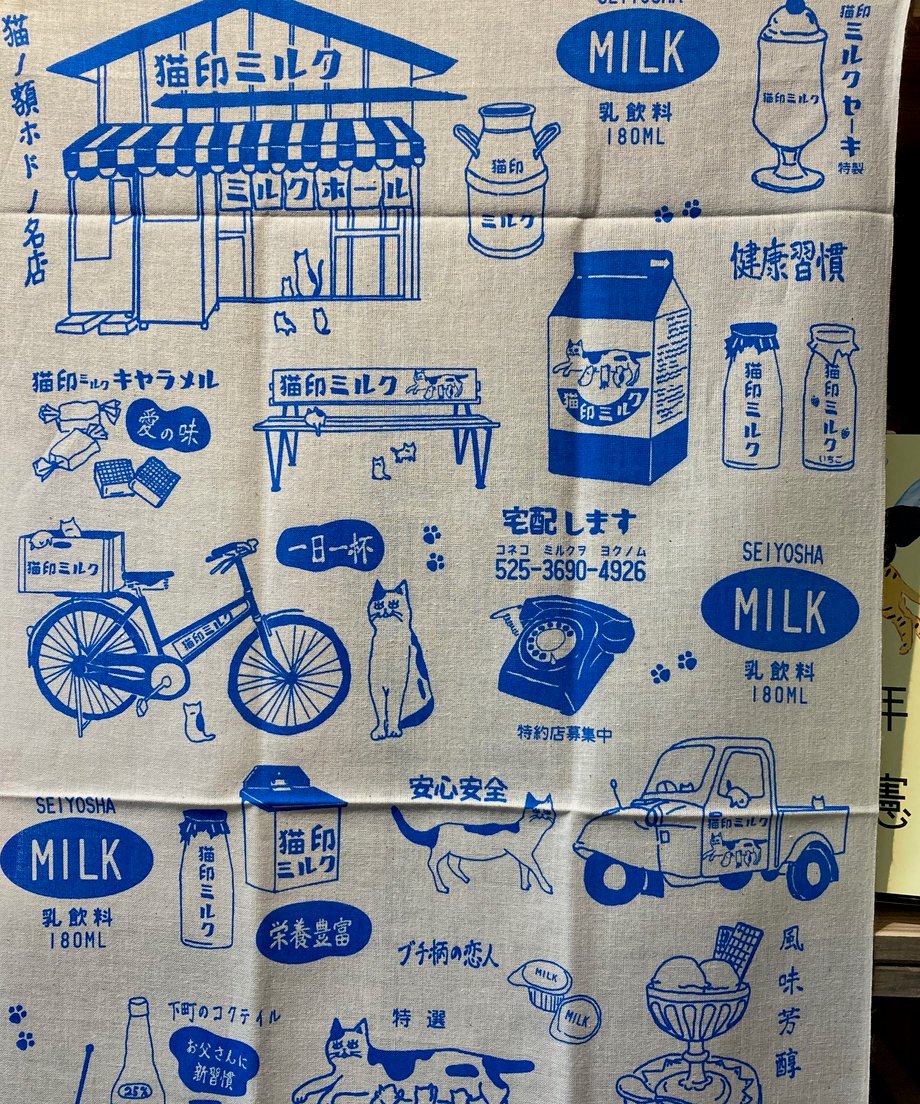 猫ノ額ホドノ名店
猫印ミルク
ミルクホール
猫印
ミルク
SEIYOSHA
MILK
乳飲料
180ML
猫印
ミルクセーキ
特製
猫印ミルク
健康習慣
猫印ミルク
猫印ミルク
猫印ミルク
いちご
猫印ミルクキャラメル
愛の味
猫印ミルク
猫印ミルク
猫印ミルク
一日一杯
宅配します
コネコ ミルクヲ ヨクノム
525-3690-4926
特約店募集中
SEIYOSHA
MILK
乳飲料
180ML
SEIYOSHA
MILK
乳飲料
180ML
猫印ミルク
猫印
ミルク
栄養豊富
安心安全
猫印ミルク
ブチ柄の恋人
MILK
MILK
風味芳醇
下町のコクテイル
お父さんに
新習慣
25%
特選
年
憲